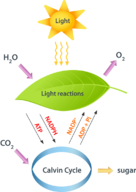 Light
H₂O
O₂
Light reactions
ATP
NADPH
NADP⁺
ADP + Pi
CO₂
Calvin Cycle
sugar